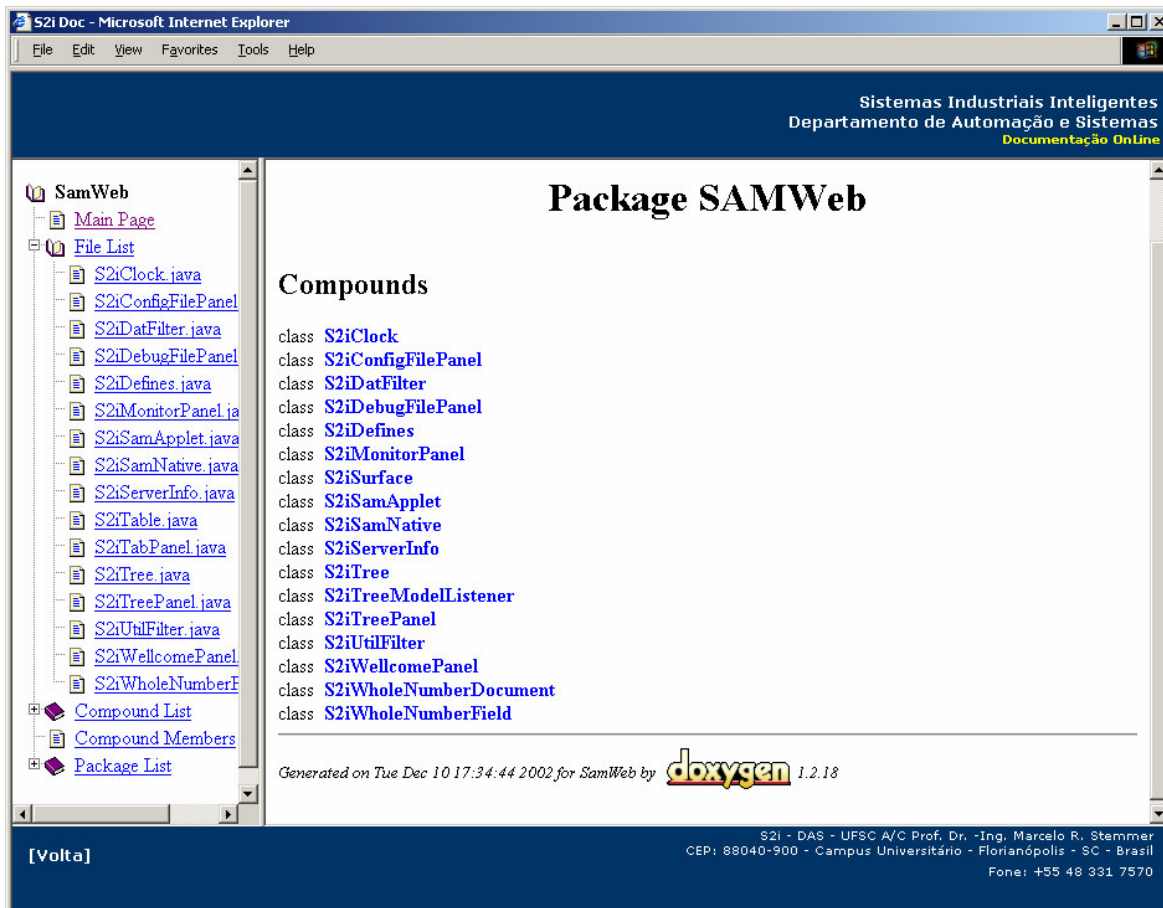 S2i Doc - Microsoft Internet Explorer
File Edit View Favorites Tools Help
Sistemas Industriais Inteligentes
Departamento de Automação e Sistemas
Documentação OnLine
SamWeb
Main Page
File List
S2iClock.java
S2iConfigFilePanel
S2iDatFilter.java
S2iDebugFilePanel
S2iDefines.java
S2iMonitorPanel.ja
S2iSamApplet.java
S2iSamNative.java
S2iServerInfo.java
S2iTable.java
S2iTabPanel.java
S2iTree.java
S2iTreePanel.java
S2iUtilFilter.java
S2iWellcomePanel.
S2iWholeNumberF
Compound List
Compound Members
Package List
Package SAMWeb
Compounds
class S2iClock
class S2iConfigFilePanel
class S2iDatFilter
class S2iDebugFilePanel
class S2iDefines
class S2iMonitorPanel
class S2iSurface
class S2iSamApplet
class S2iSamNative
class S2iServerInfo
class S2iTree
class S2iTreeModelListener
class S2iTreePanel
class S2iUtilFilter
class S2iWellcomePanel
class S2iWholeNumberDocument
class S2iWholeNumberField
Generated on Tue Dec 10 17:34:44 2002 for SamWeb by doxygen 1.2.18
[Volta]
S2i - DAS - UFSC A/C Prof. Dr. -Ing. Marcelo R. Stemmer
CEP: 88040-900 - Campus Universitário - Florianópolis - SC - Brasil
Fone: +55 48 331 7570